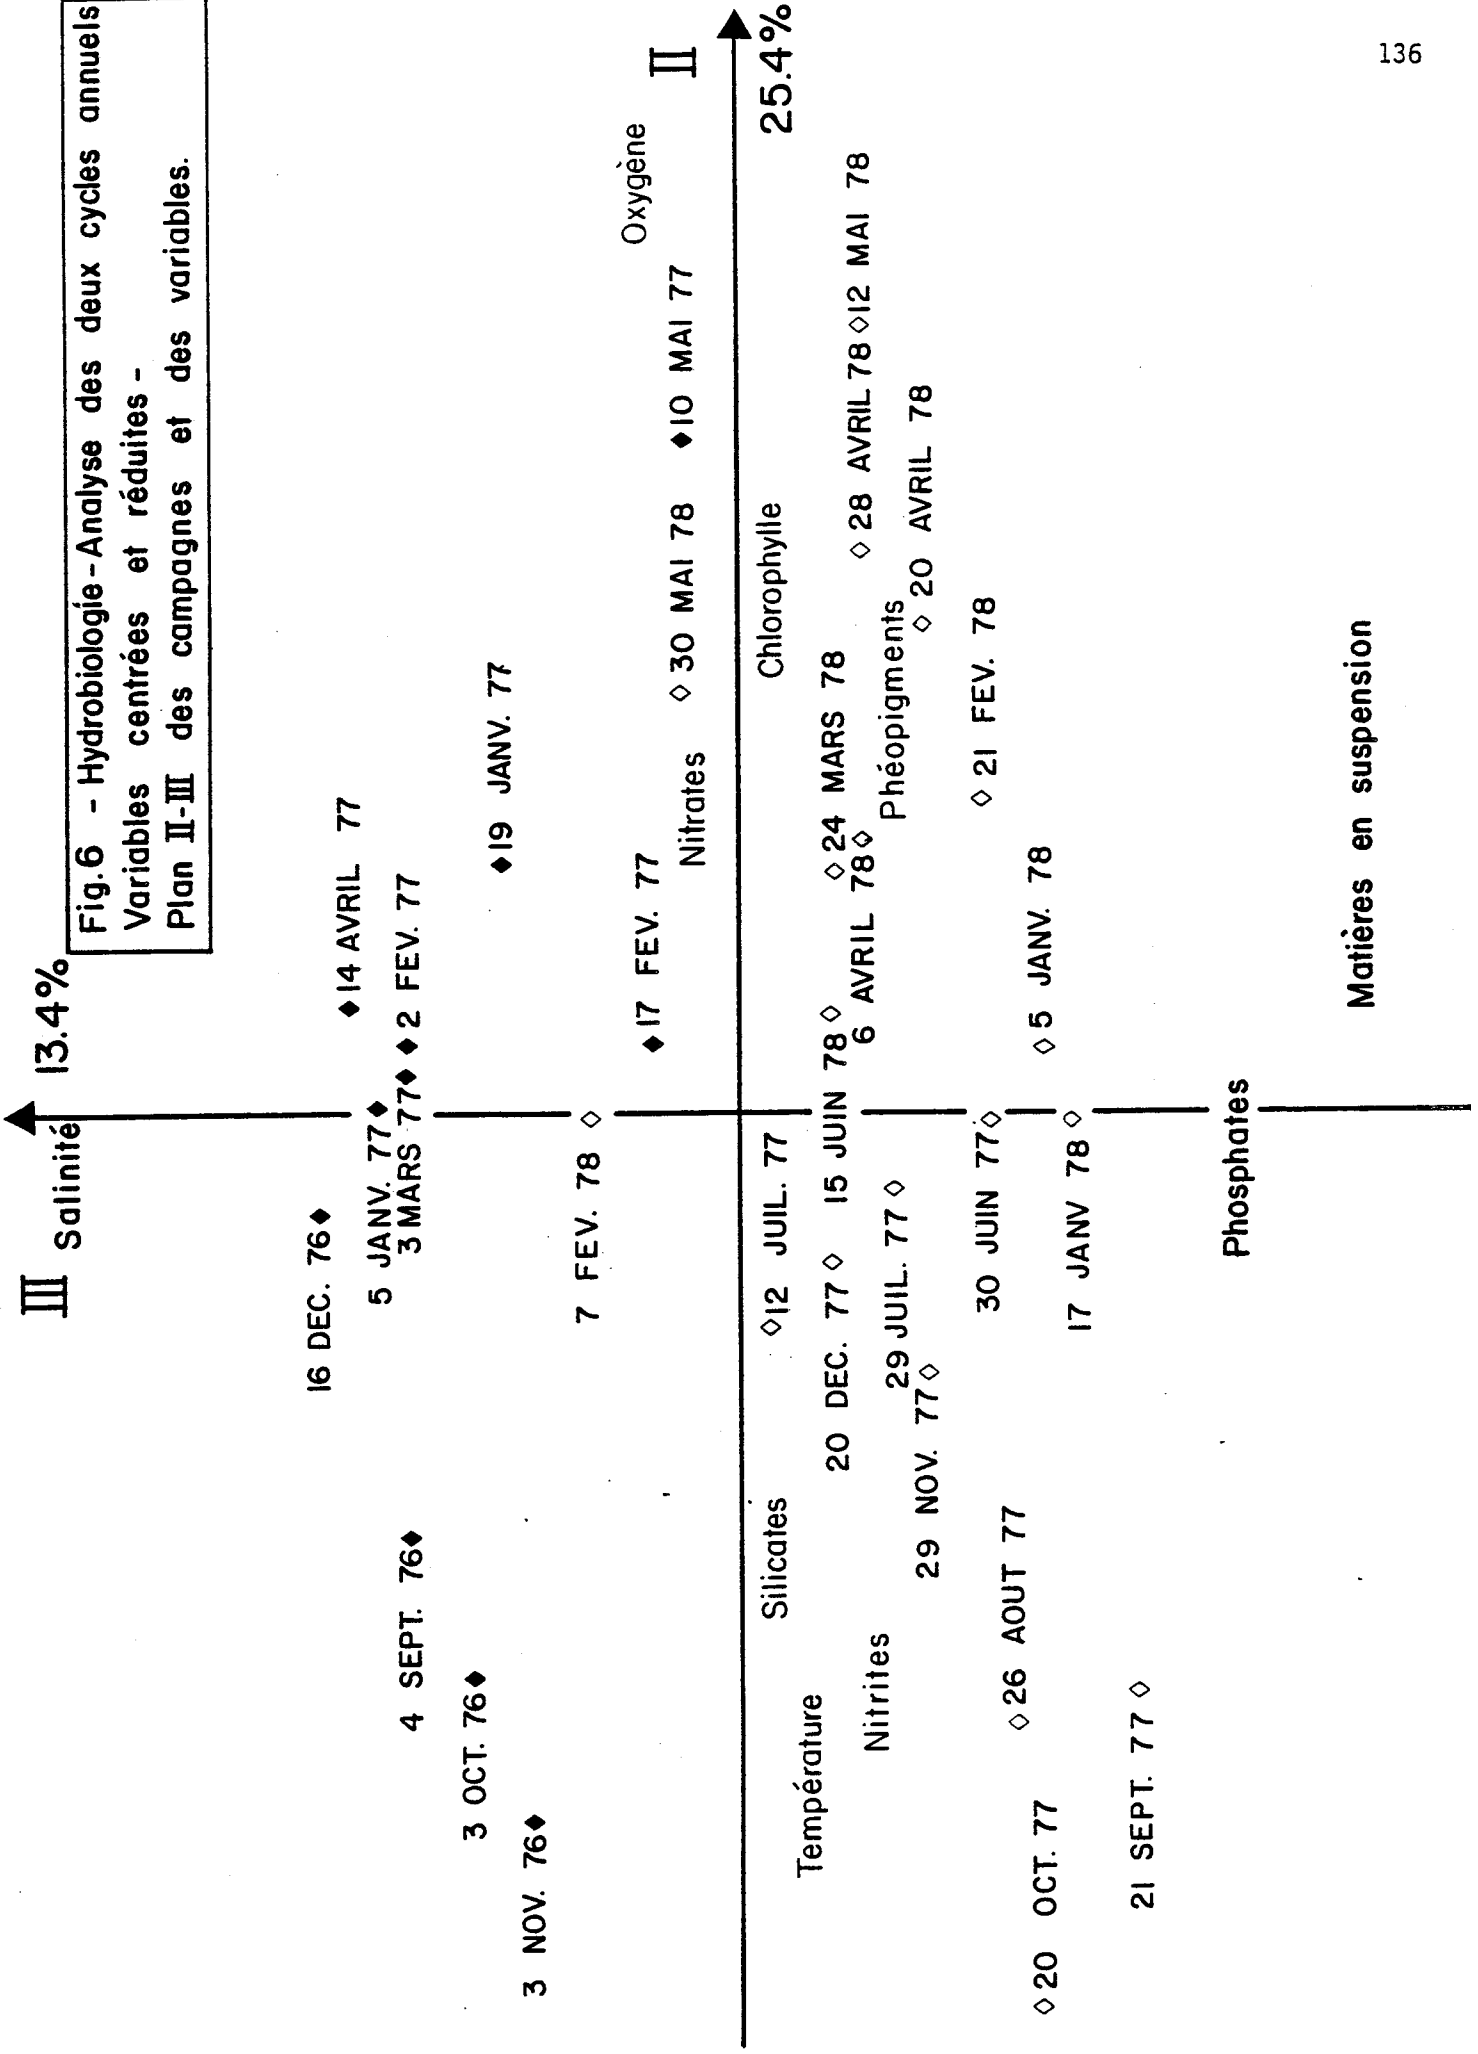 136
Fig.6 - Hydrobiologie-Analyse des deux cycles annuels
Variables centrées et réduites -
Plan II-III des campagnes et des variables.
III
13.4%
Salinité
16 DEC. 76
14 AVRIL 77
5 JANV. 77
3 MARS 77
2 FEV. 77
4 SEPT. 76
3 OCT. 76
19 JANV. 77
3 NOV. 76
7 FEV. 78
17 FEV. 77
Oxygène
30 MAI 78
10 MAI 77
Nitrates
II
25.4%
Silicates
12 JUIL. 77
Chlorophylle
Température
20 DEC. 77
15 JUIN 78
24 MARS 78
6 AVRIL 78
28 AVRIL 78
12 MAI 78
Nitrites
29 JUIL. 77
Phéopigments
29 NOV. 77
20 AVRIL 78
30 JUIN 77
21 FEV. 78
26 AOUT 77
20 OCT. 77
5 JANV. 78
17 JANV 78
21 SEPT. 77
Phosphates
Matières en suspension